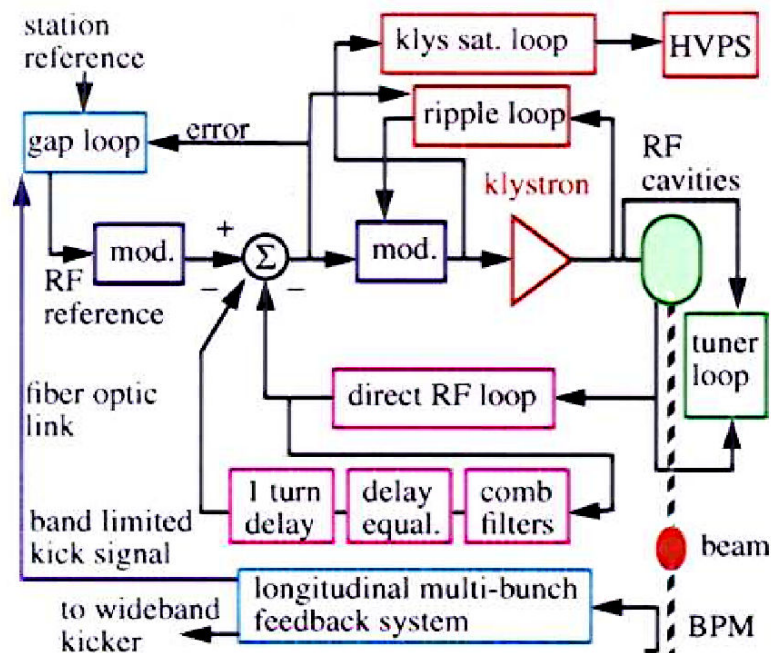 station
reference
klys sat. loop
HVPS
error
ripple loop
gap loop
RF
cavities
klystron
+
mod.
Σ
mod.
−
−
RF
reference
tuner
loop
direct RF loop
fiber optic
link
1 turn
delay
delay
equal.
comb
filters
band limited
kick signal
beam
longitudinal multi-bunch
feedback system
to wideband
kicker
BPM